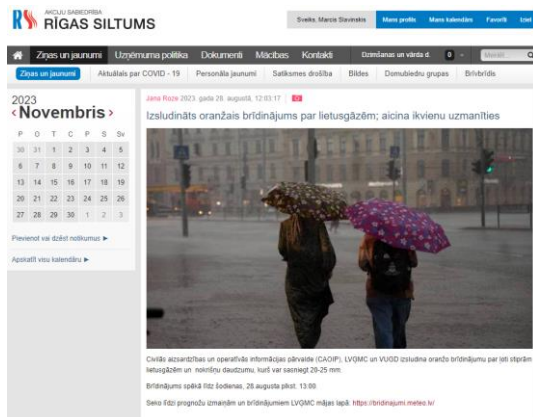 AKCIJU SABIEDRĪBA
RĪGAS SILTUMS
Sveiks, Marcis Slavinskis
Mans profils
Mans kalendārs
Favorīti
Iziet
Ziņas un jaunumi
Uzņēmuma politika
Dokumenti
Mācības
Kontakti
Dzimšanas un vārda d.
0
Meklēt...
Ziņas un jaunumi
Aktuālais par COVID - 19
Personāla jaunumi
Satiksmes drošība
Bildes
Domubiedru grupas
Brīvbrīdis
2023
‹ Novembris ›
P O T C P S Sv
30 31 1 2 3 4 5
6 7 8 9 10 11 12
13 14 15 16 17 18 19
20 21 22 23 24 25 26
27 28 29 30 1 2 3
Pievienot vai dzēst notikumus ►
Apskatīt visu kalendāru ►
Jana Roze 2023. gada 28. augustā, 12:03:17
Izsludināts oranžais brīdinājums par lietusgāzēm; aicina ikvienu uzmanīties
Civilās aizsardzības un operatīvās informācijas pārvalde (CAOIP), LVĢMC un VUGD izsludina oranžo brīdinājumu par ļoti stiprām
lietusgāzēm un nokrišņu daudzumu, kurš var sasniegt 20-25 mm.
Brīdinājums spēkā līdz šodienas, 28.augusta plkst. 13:00
Seko līdzi prognožu izmaiņām un brīdinājumiem LVĢMC mājas lapā: https://bridinajumi.meteo.lv/